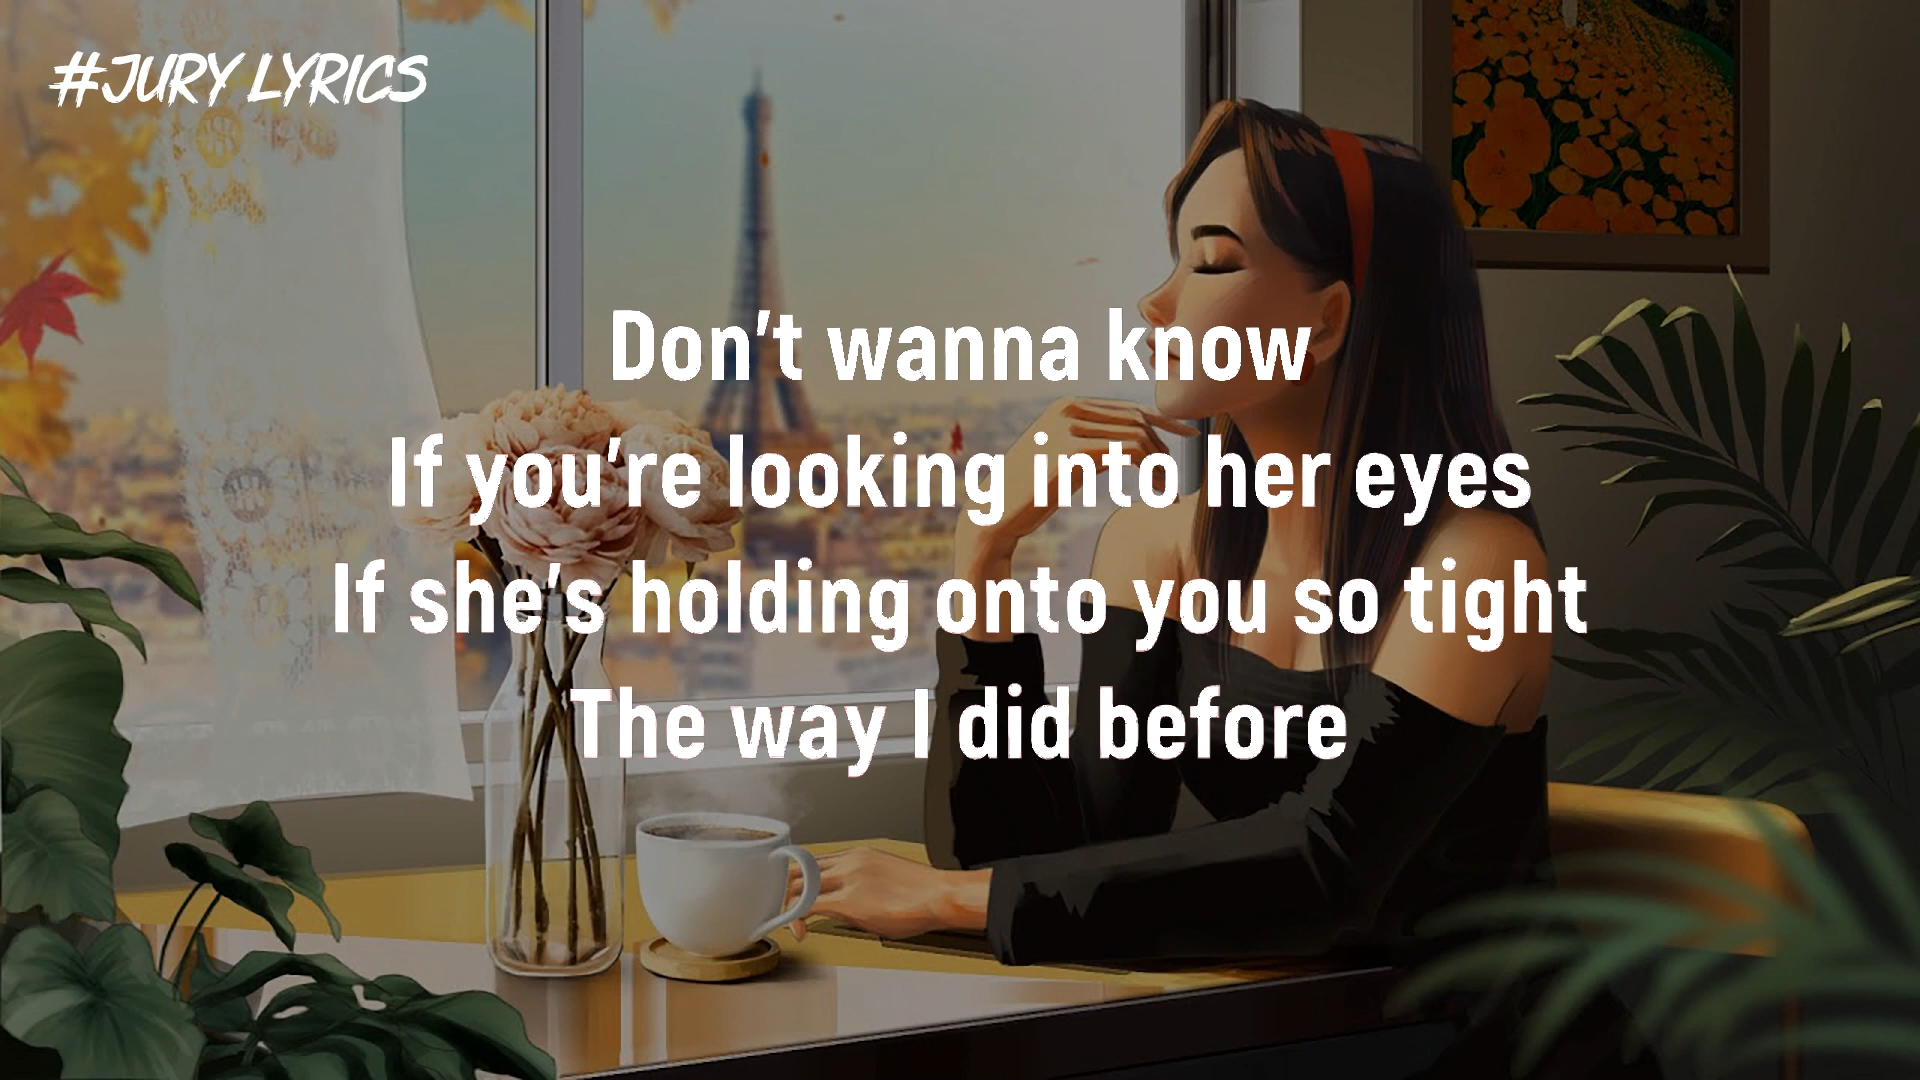 #JURY LYRICS
Don't wanna know
If you're looking into her eyes
If she's holding onto you so tight
The way I did before